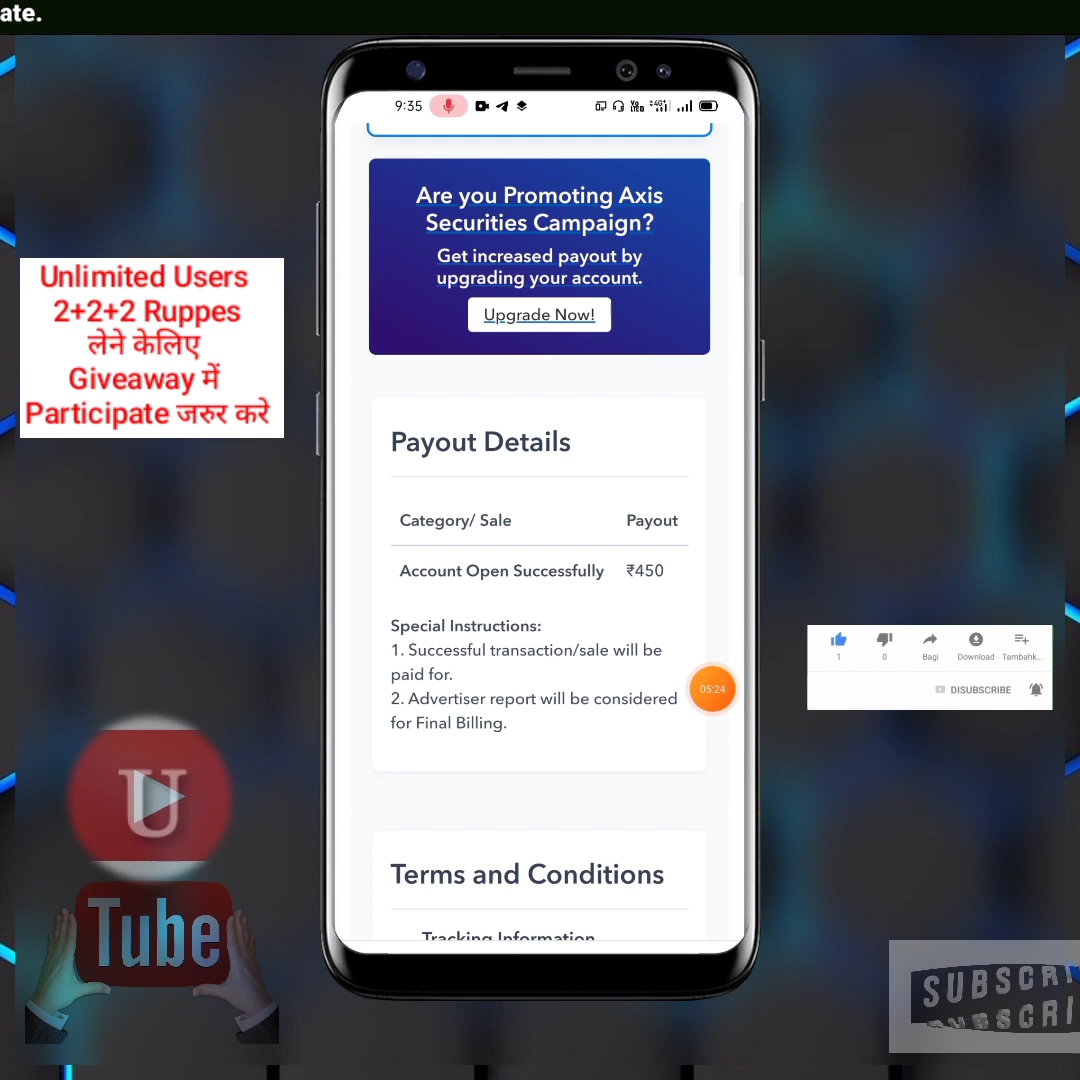 ate.
9:35
Are you Promoting Axis
Securities Campaign?
Get increased payout by
upgrading your account.
Upgrade Now!
Unlimited Users
2+2+2 Ruppes
लेने केलिए
Giveaway में
Participate जरुर करे
Payout Details
Category/ Sale Payout
Account Open Successfully ₹450
Special Instructions:
1. Successful transaction/sale will be
paid for.
2. Advertiser report will be considered
for Final Billing.
05:24
1 0 Bagi Download Tambahk...
DISUBSCRIBE
U
Tube
Terms and Conditions
Tracking Information
SUBSCRI
SUBSCRI